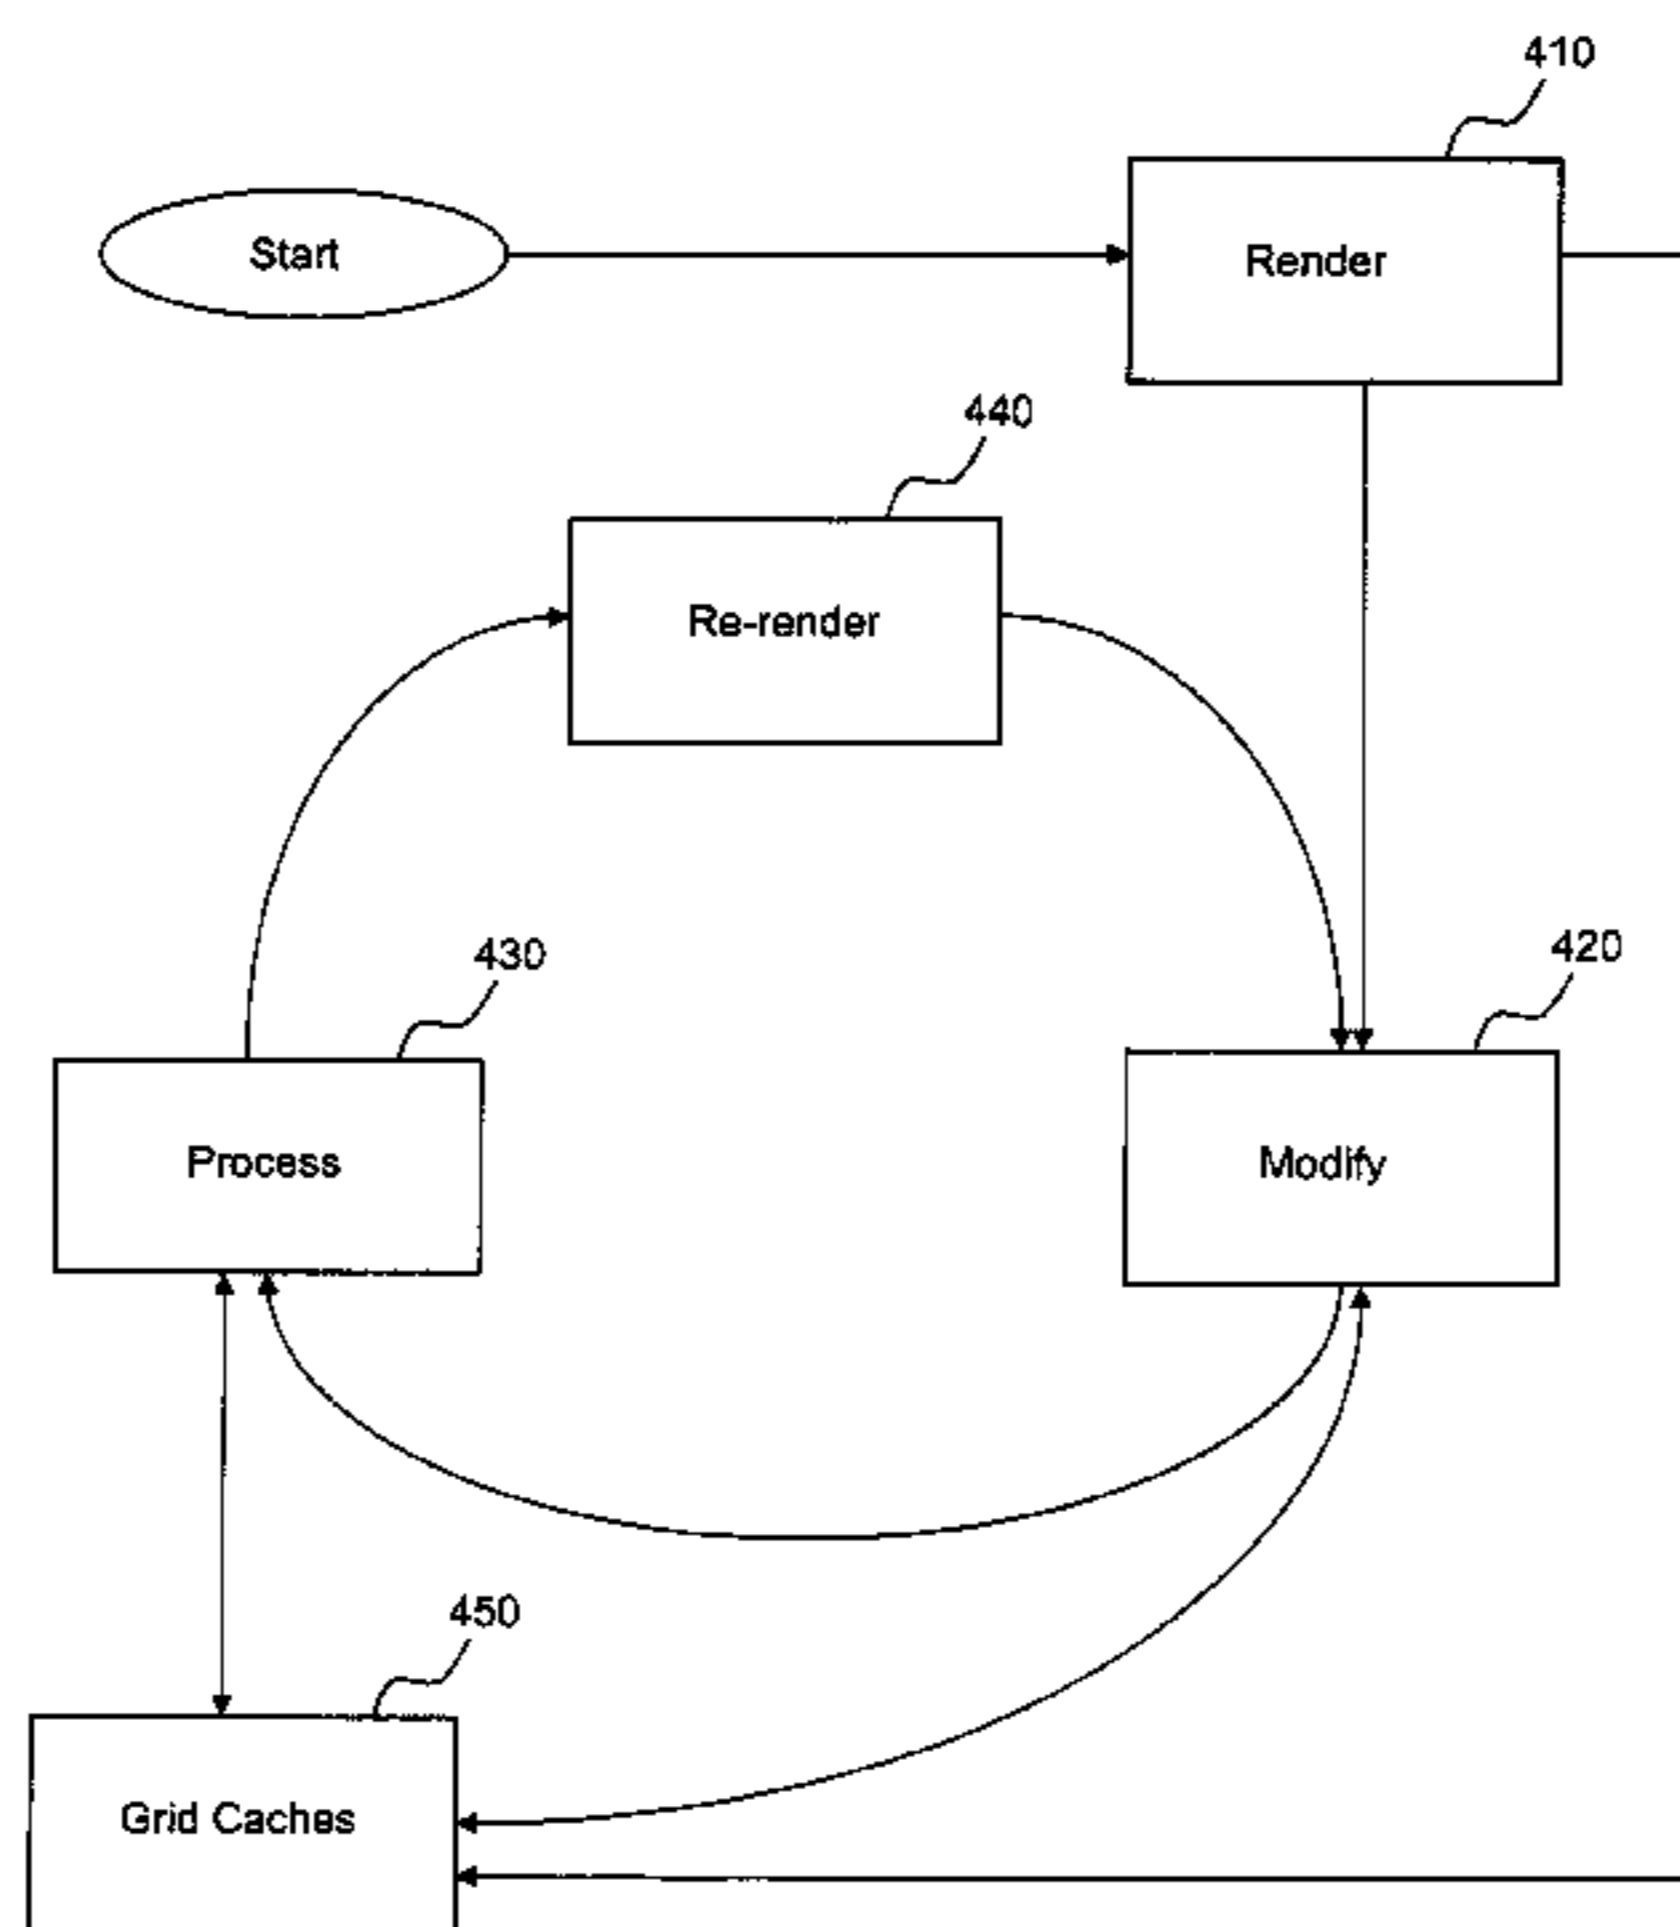 410
Start
Render
440
Re-render
430
420
Process
Modify
450
Grid Caches